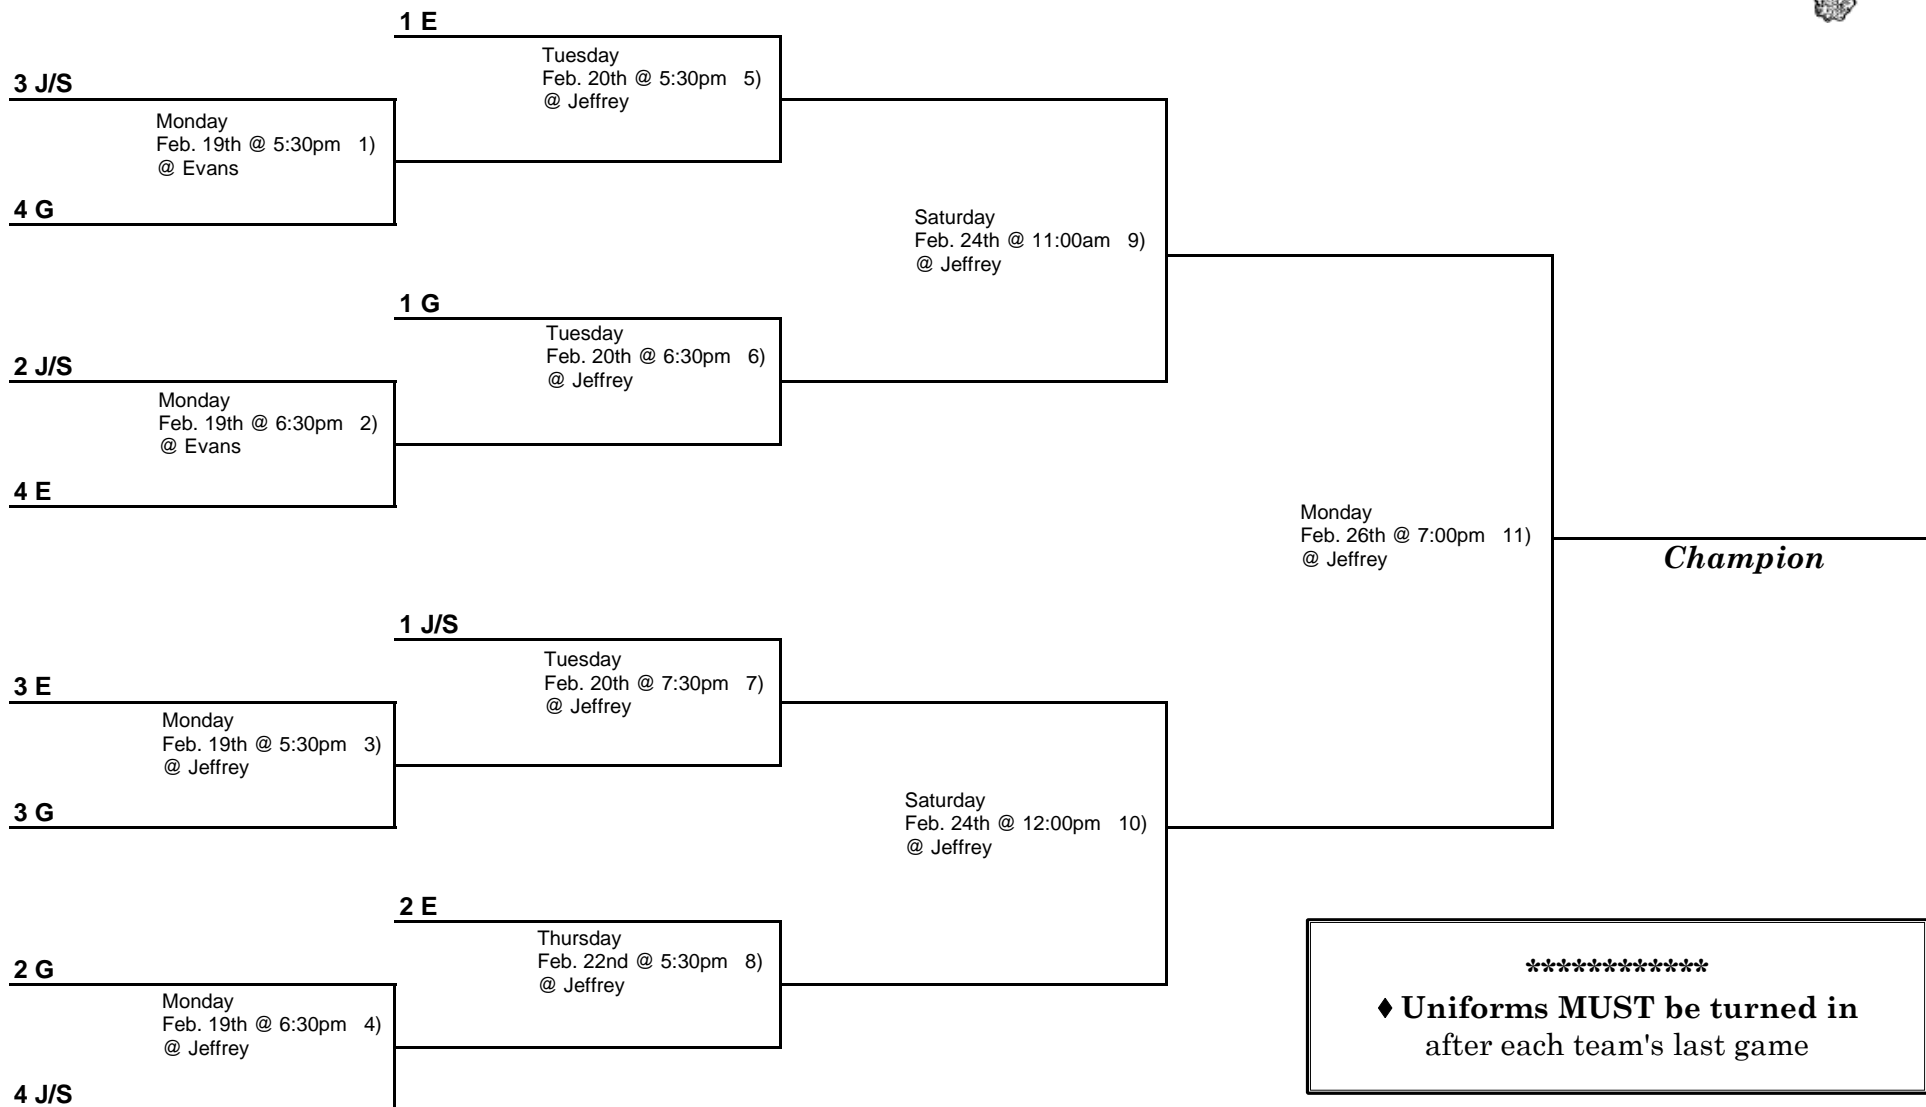 1 E
Tuesday
Feb. 20th @ 5:30pm 5)
@ Jeffrey
3 J/S
Monday
Feb. 19th @ 5:30pm 1)
@ Evans
4 G
Saturday
Feb. 24th @ 11:00am 9)
@ Jeffrey
1 G
Tuesday
Feb. 20th @ 6:30pm 6)
@ Jeffrey
2 J/S
Monday
Feb. 19th @ 6:30pm 2)
@ Evans
4 E
Monday
Feb. 26th @ 7:00pm 11)
@ Jeffrey
Champion
1 J/S
Tuesday
Feb. 20th @ 7:30pm 7)
@ Jeffrey
3 E
Monday
Feb. 19th @ 5:30pm 3)
@ Jeffrey
3 G
Saturday
Feb. 24th @ 12:00pm 10)
@ Jeffrey
2 E
Thursday
Feb. 22nd @ 5:30pm 8)
@ Jeffrey
2 G
Monday
Feb. 19th @ 6:30pm 4)
@ Jeffrey
4 J/S
************
♦ Uniforms MUST be turned in
after each team's last game